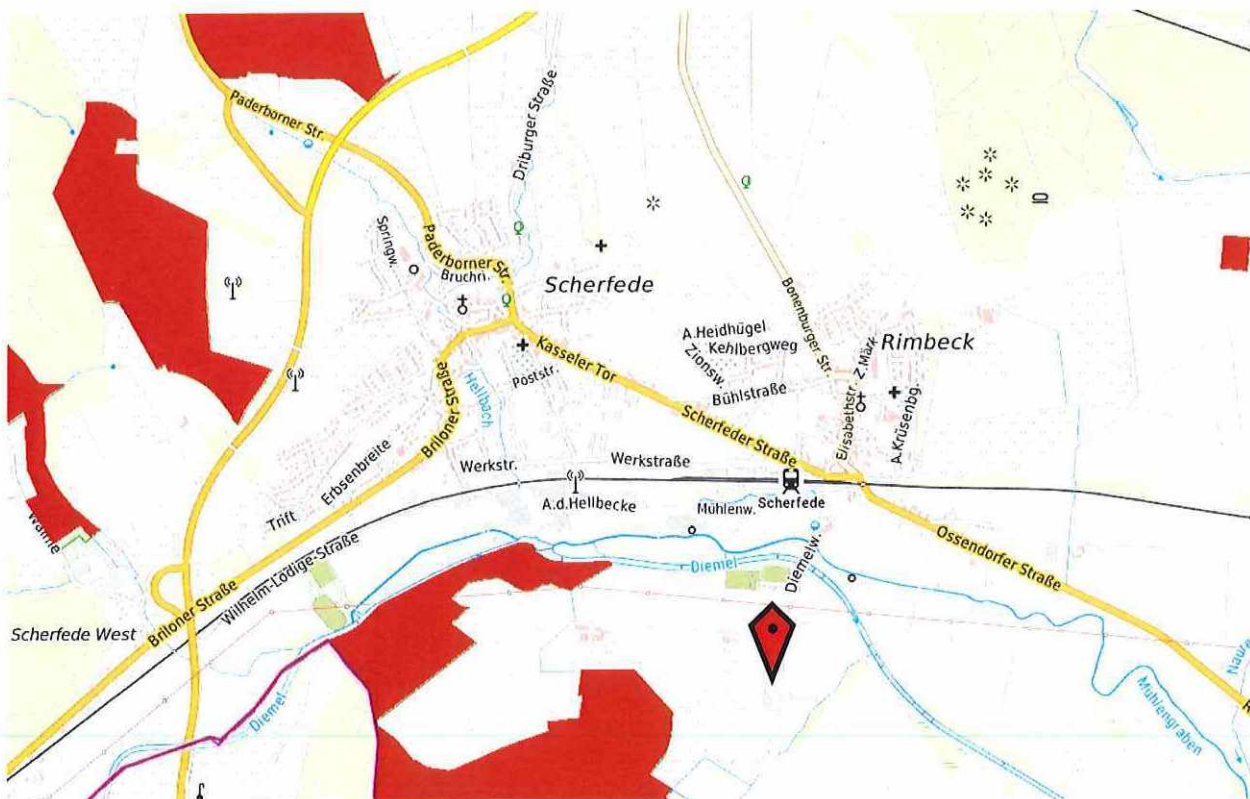 Paderborner Str.
Driburger Straße
Springw.
Paderborner Str.
Bruchri.
Scherfede
Bonenburger Str.
A.Heidhügel
Kehlbergweg
Zionsw.
Bühlstraße
Z.Märk
Rimbeck
Elisabethstr.
A.Krüsenbg.
Kasseler Tor
Poststr.
Hellbach
Briloner Straße
Scherfeder Straße
Erbsenbreite
Trift
Werkstr.
Werkstraße
A.d.Hellbecke
Mühlenw.
Scherfede
Ossendorfer Straße
Wilhelm-Lödige-Straße
Briloner Straße
Scherfede West
Diemel
Diemelw.
Diemel
Mühlengraben